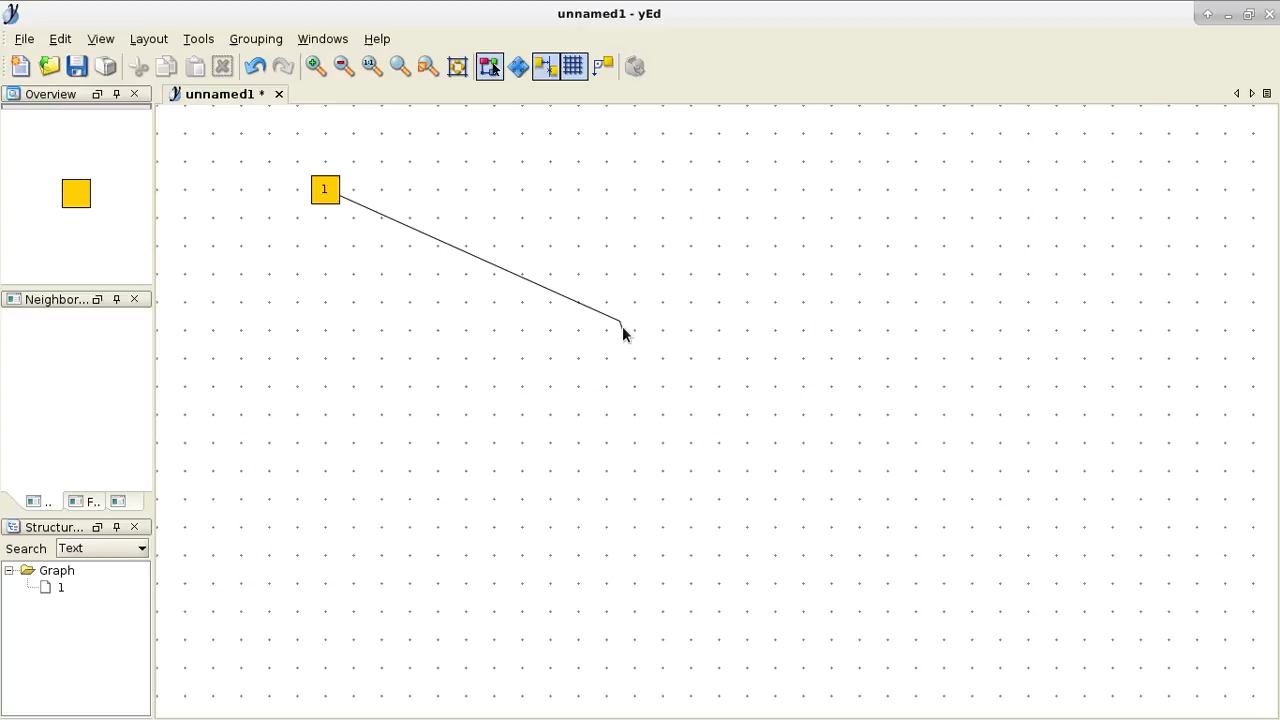 unnamed1 - yEd
File Edit View Layout Tools Grouping Windows Help
Overview
unnamed1 *
1
Neighbor...
.. F..
Structur...
Search Text
Graph
1